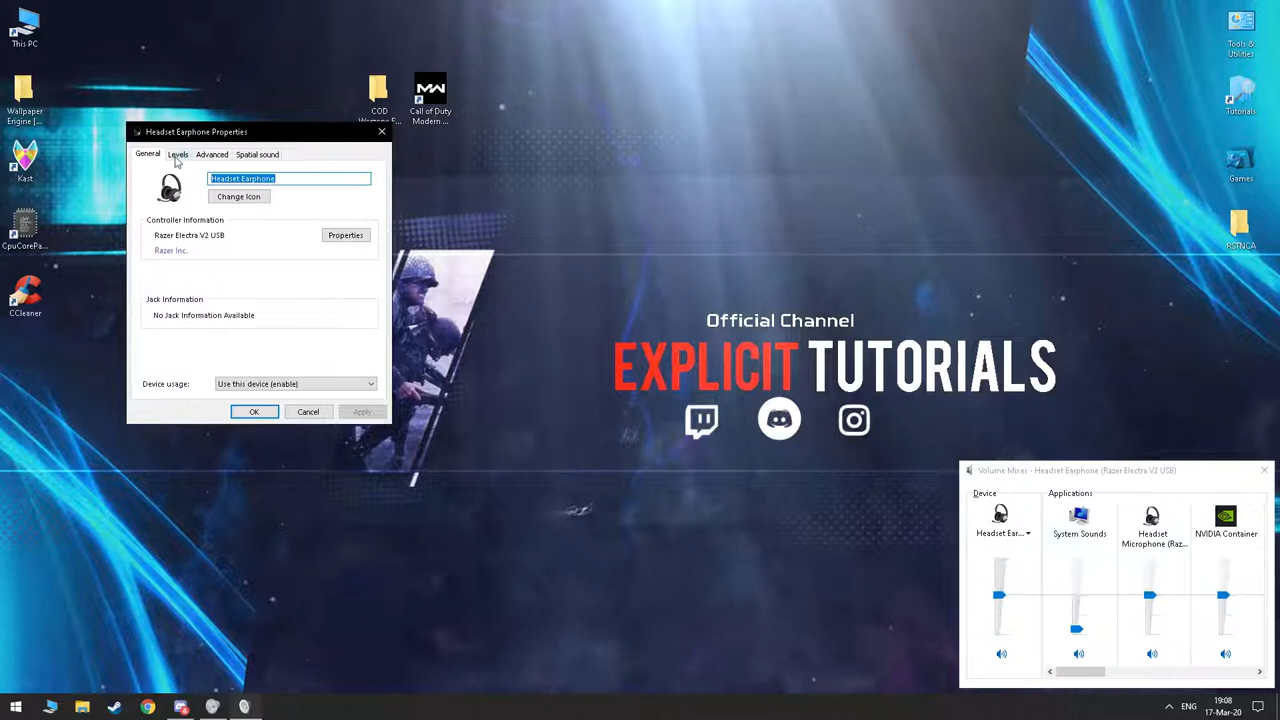 This PC
Tools &
Utilities
Wallpaper
Engine [...
COD
Warzone F...
Call of Duty
Modern ...
Tutorials
Headset Earphone Properties
General
Levels
Advanced
Spatial sound
Kast
Headset Earphone
Change Icon
Games
Controller Information
Razer Electra V2 USB
Properties
Razer Inc.
CpuCorePa...
RSTNCA
Jack Information
No Jack Information Available
CCleaner
Official Channel
EXPLICIT TUTORIALS
Device usage:
Use this device (enable)
OK
Cancel
Apply
Volume Mixer - Headset Earphone (Razer Electra V2 USB)
Device
Applications
Headset Ear...
System Sounds
Headset
Microphone (Raz...
NVIDIA Container
ENG
19:08
17-Mar-20